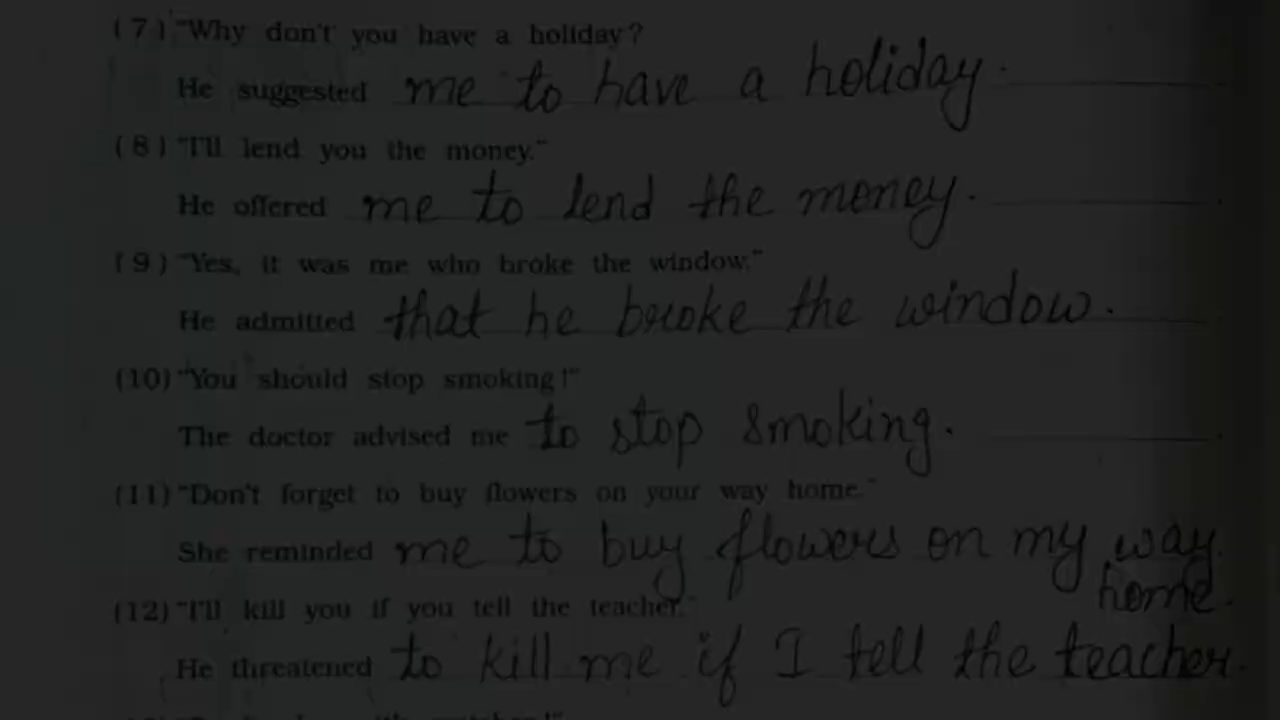 (7) "Why don't you have a holiday?
He suggested me to have a holiday.
(8) "I'll lend you the money."
He offered me to lend the money.
(9) "Yes, it was me who broke the window."
He admitted that he broke the window.
(10) "You should stop smoking!"
The doctor advised me to stop smoking.
(11) "Don't forget to buy flowers on your way home."
She reminded me to buy flowers on my way
home.
(12) "I'll kill you if you tell the teacher."
He threatened to kill me if I tell the teacher.